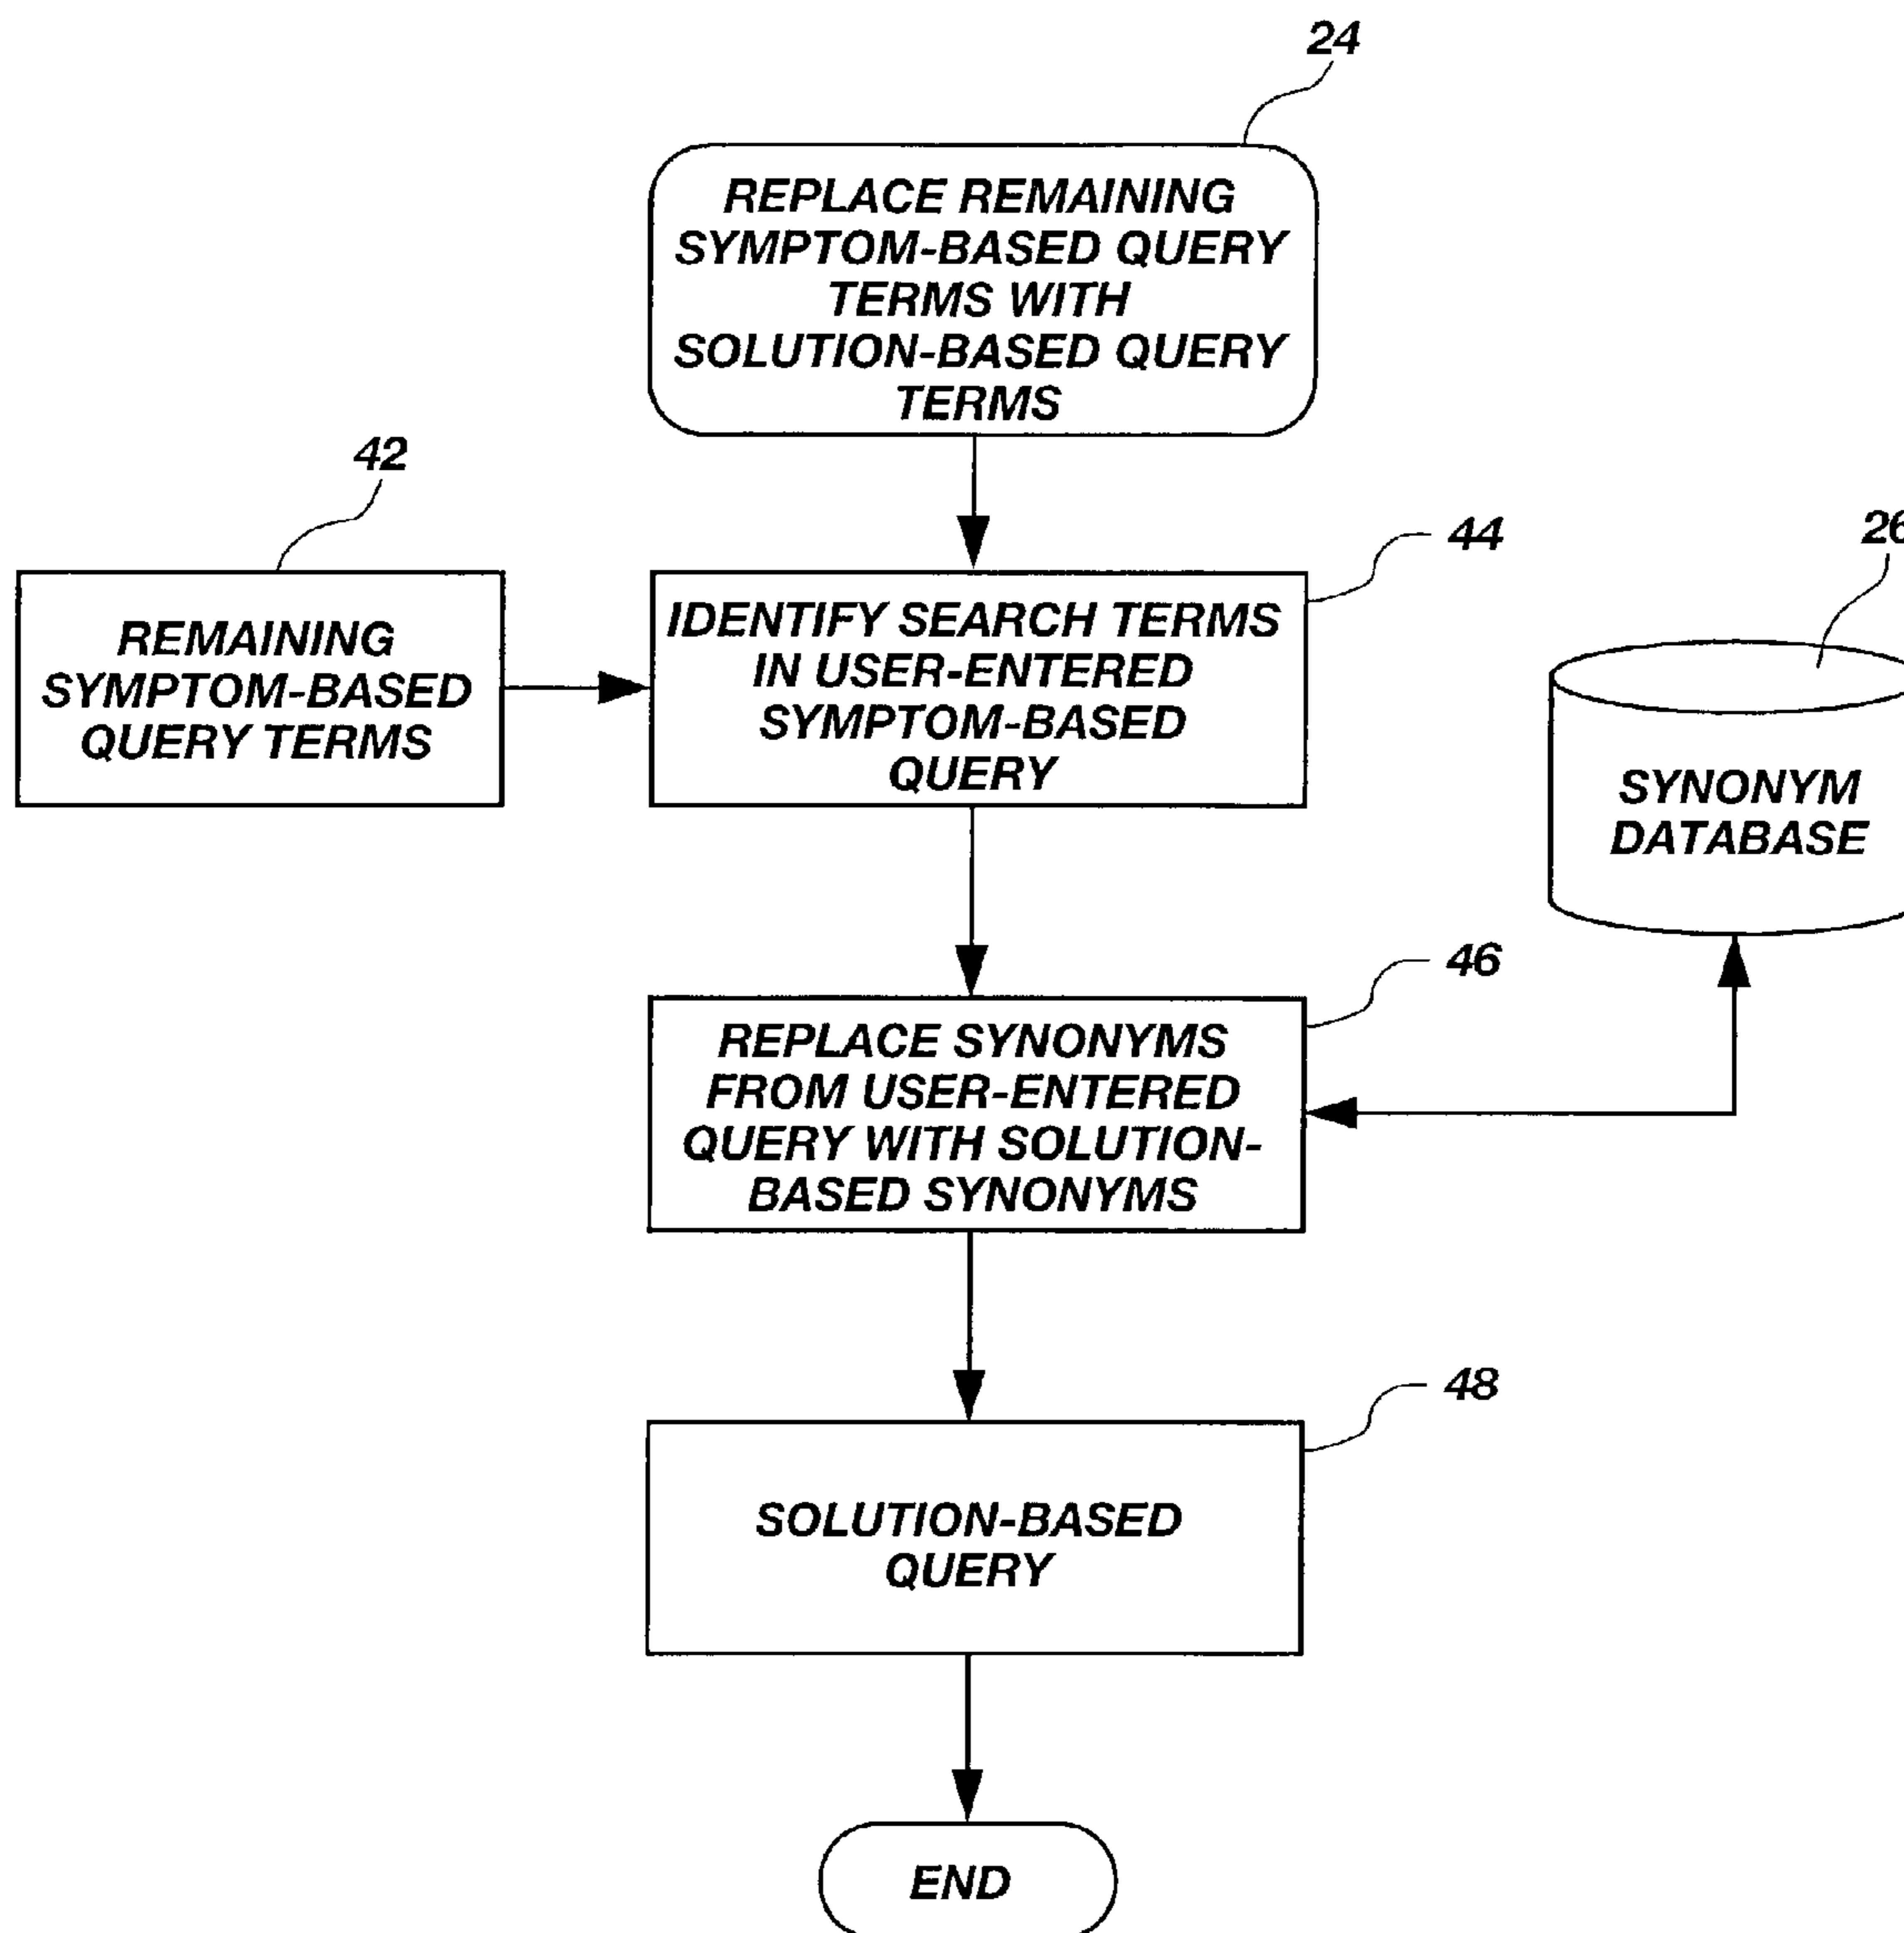 24
REPLACE REMAINING
SYMPTOM-BASED QUERY
TERMS WITH
SOLUTION-BASED QUERY
TERMS
42
REMAINING
SYMPTOM-BASED
QUERY TERMS
44
IDENTIFY SEARCH TERMS
IN USER-ENTERED
SYMPTOM-BASED
QUERY
26
SYNONYM
DATABASE
46
REPLACE SYNONYMS
FROM USER-ENTERED
QUERY WITH SOLUTION-
BASED SYNONYMS
48
SOLUTION-BASED
QUERY
END